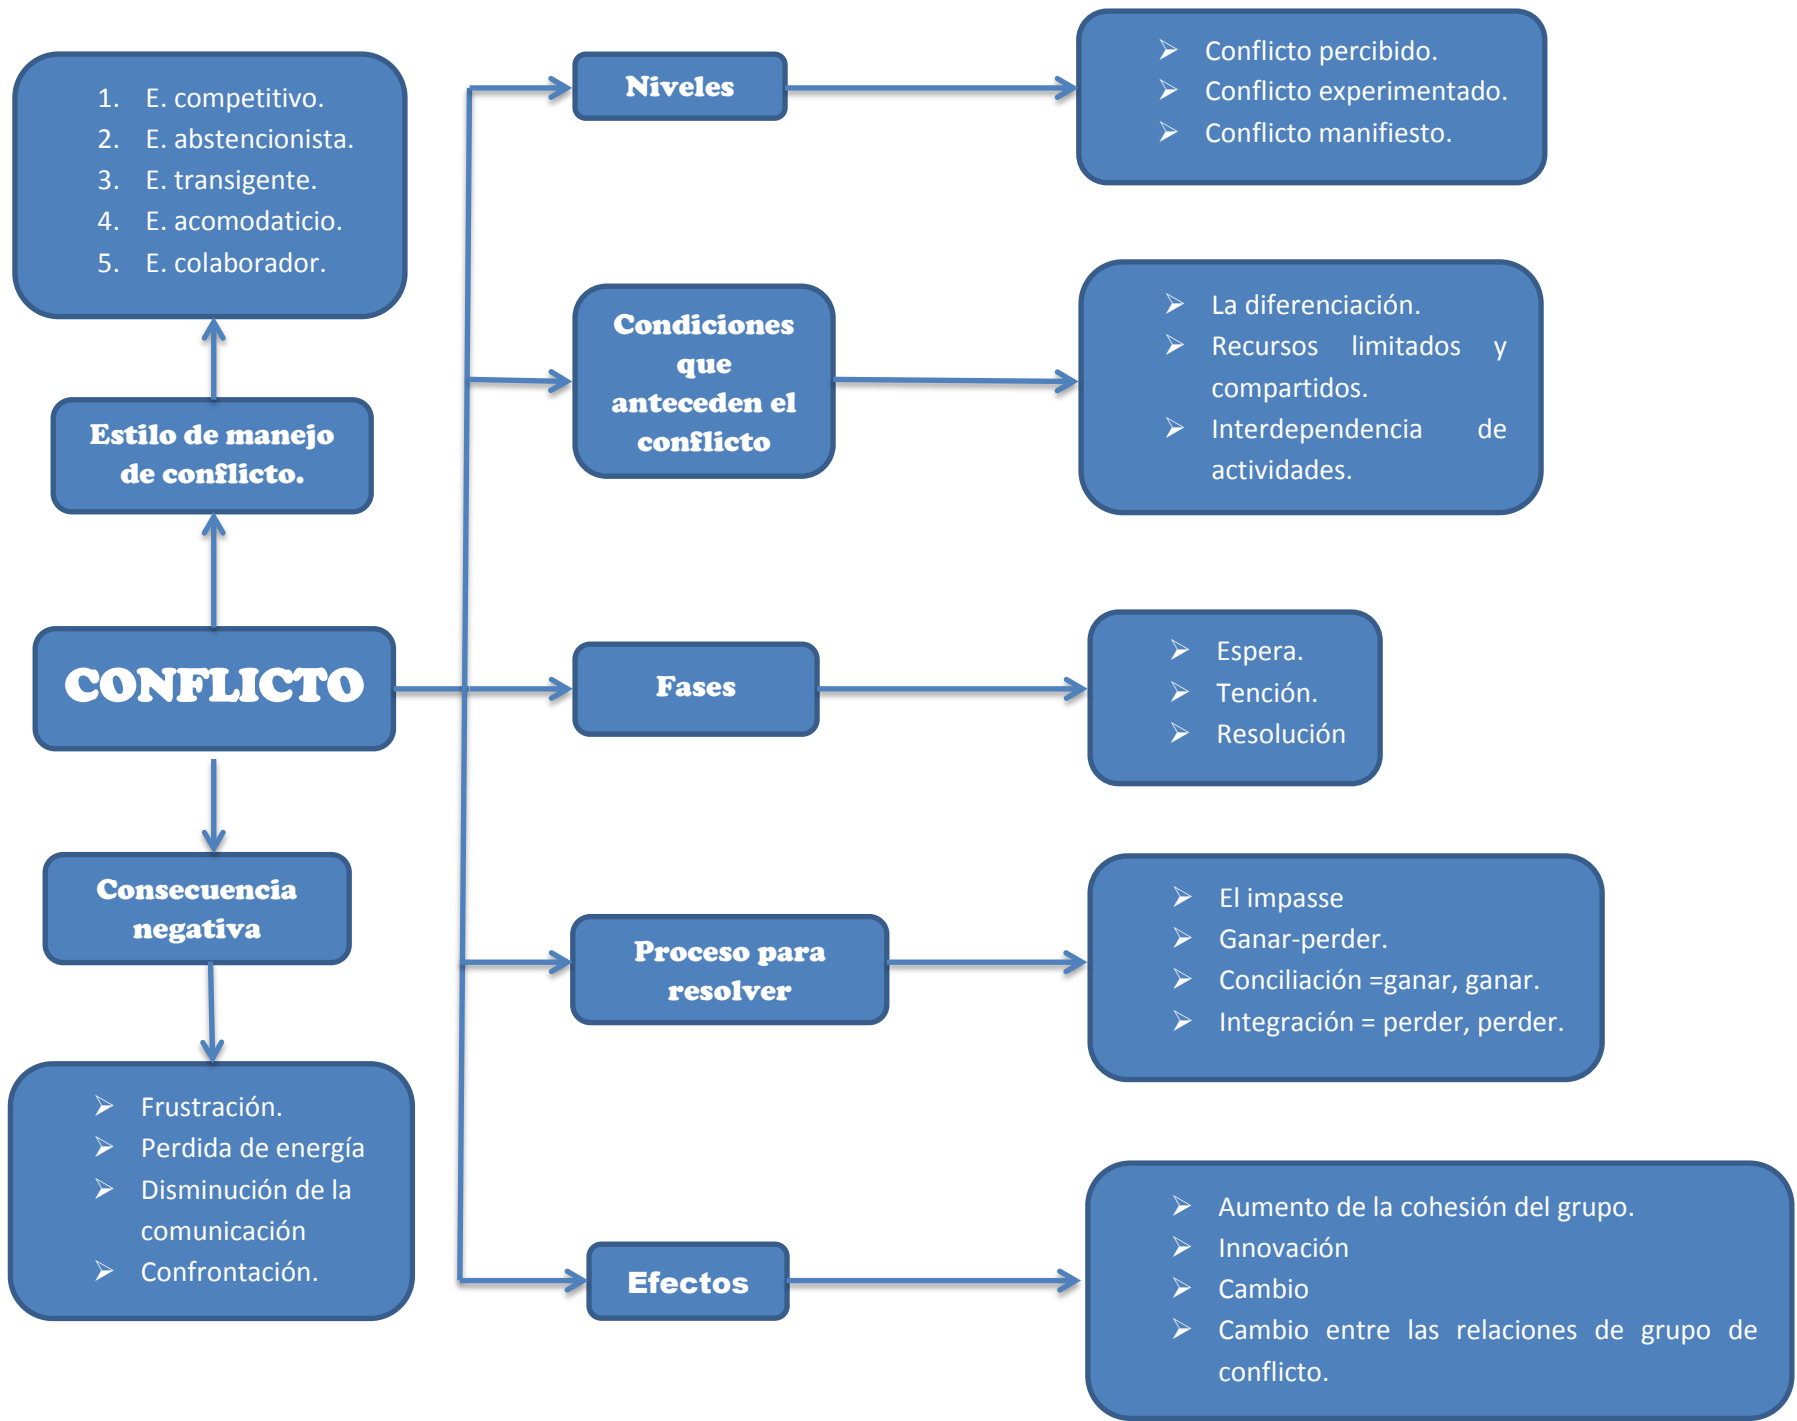 1. E. competitivo.
2. E. abstencionista.
3. E. transigente.
4. E. acomodaticio.
5. E. colaborador.
Estilo de manejo
de conflicto.
CONFLICTO
Consecuencia
negativa
Frustración.
Perdida de energía
Disminución de la
comunicación
Confrontación.
Niveles
Conflicto percibido.
Conflicto experimentado.
Conflicto manifiesto.
Condiciones
que
anteceden el
conflicto
La diferenciación.
Recursos limitados y
compartidos.
Interdependencia de
actividades.
Fases
Espera.
Tención.
Resolución
Proceso para
resolver
El impasse
Ganar-perder.
Conciliación =ganar, ganar.
Integración = perder, perder.
Efectos
Aumento de la cohesión del grupo.
Innovación
Cambio
Cambio entre las relaciones de grupo de
conflicto.